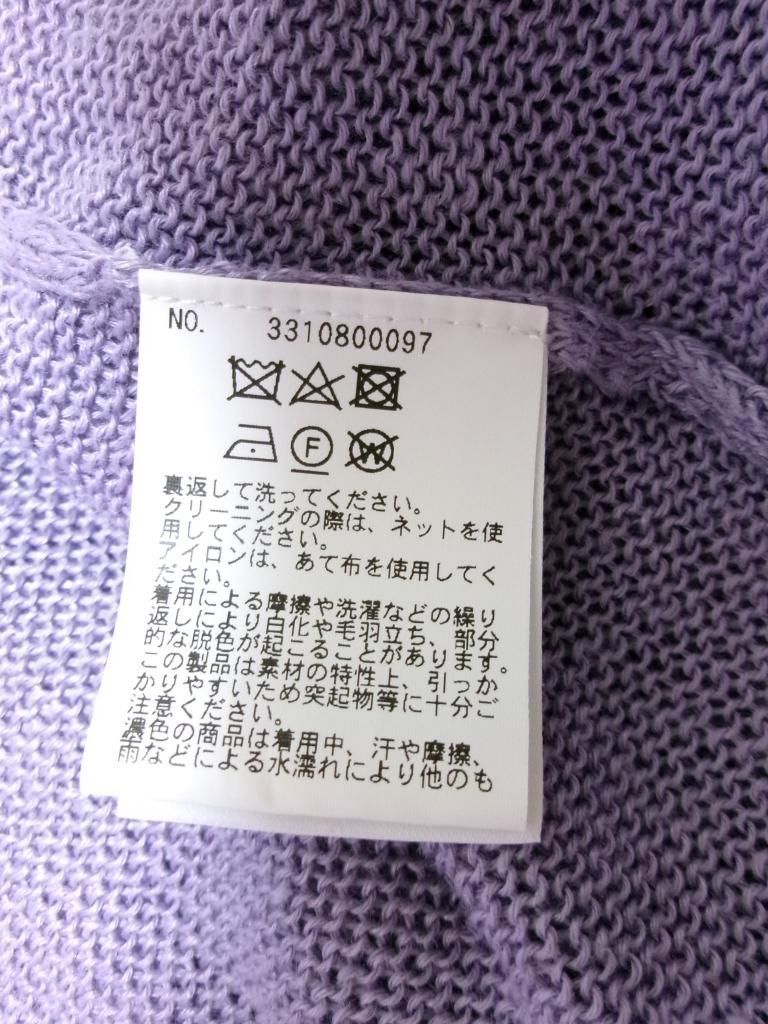 NO. 3310800097
F
W
裏返して洗ってください。
クリーニングの際は、ネットを使
用してください。
アイロンは、あて布を使用してく
ださい。
着用による摩擦や洗濯などの繰り
返しにより白化や毛羽立ち、部分
的な脱色が起こることがあります。
この製品は素材の特性上、引っか
かりやすいため突起物等に十分ご
注意ください。
濃色の商品は着用中、汗や摩擦、
雨などによる水濡れにより他のも